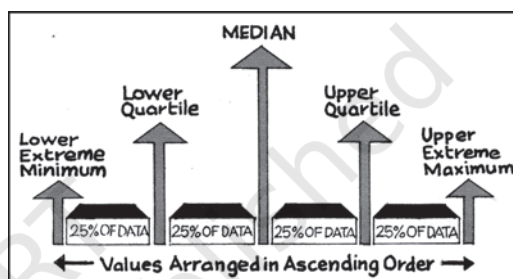 MEDIAN
Lower
Quartile
Upper
Quartile
Lower
Extreme
Minimum
Upper
Extreme
Maximum
25% OF DATA 25% OF DATA 25% OF DATA 25% OF DATA
Values Arranged in Ascending Order